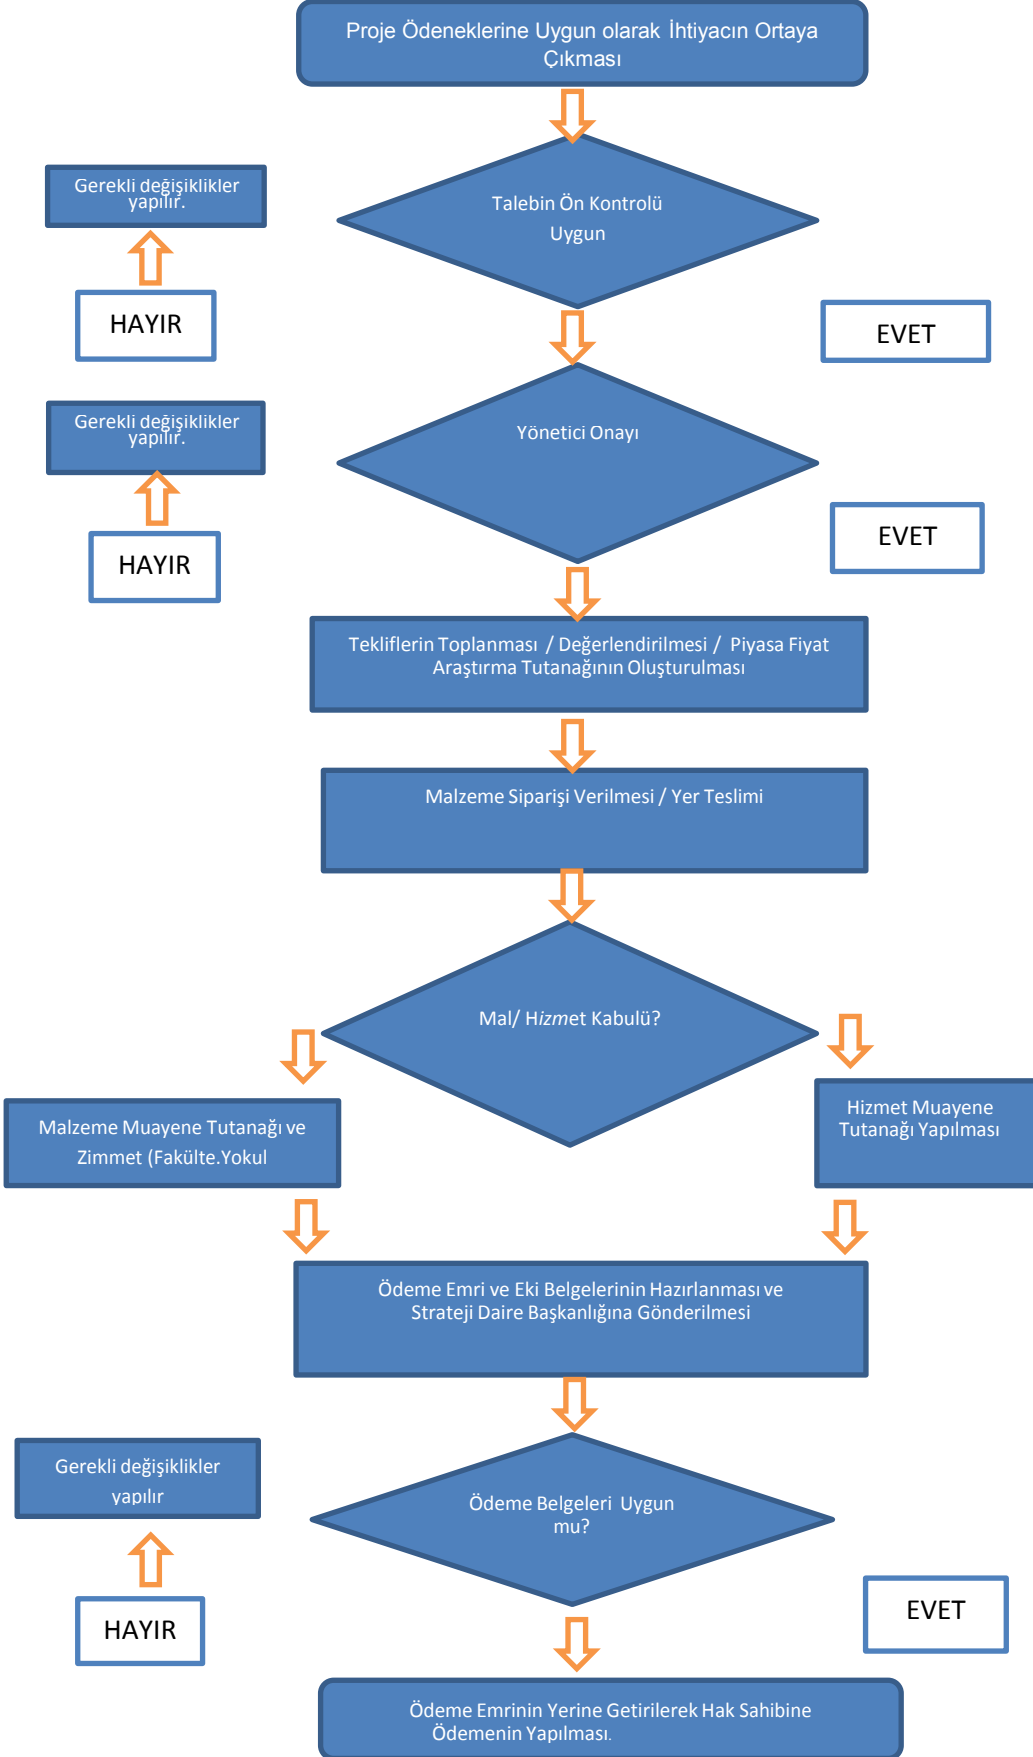 Proje Ödeneklerine Uygun olarak İhtiyacın Ortaya
Çıkması
Gerekli değişiklikler
yapılır.
Talebin Ön Kontrolü
Uygun
HAYIR
EVET
Gerekli değişiklikler
yapılır.
Yönetici Onayı
EVET
HAYIR
Tekliflerin Toplanması / Değerlendirilmesi / Piyasa Fiyat
Araştırma Tutanağının Oluşturulması
Malzeme Siparişi Verilmesi / Yer Teslimi
Mal/ Hizmet Kabulü?
Malzeme Muayene Tutanağı ve
Zimmet (Fakülte.Yokul
Hizmet Muayene
Tutanağı Yapılması
Ödeme Emri ve Eki Belgelerinin Hazırlanması ve
Strateji Daire Başkanlığına Gönderilmesi
Gerekli değişiklikler
yapılır
Ödeme Belgeleri Uygun
mu?
HAYIR
EVET
Ödeme Emrinin Yerine Getirilerek Hak Sahibine
Ödemenin Yapılması.